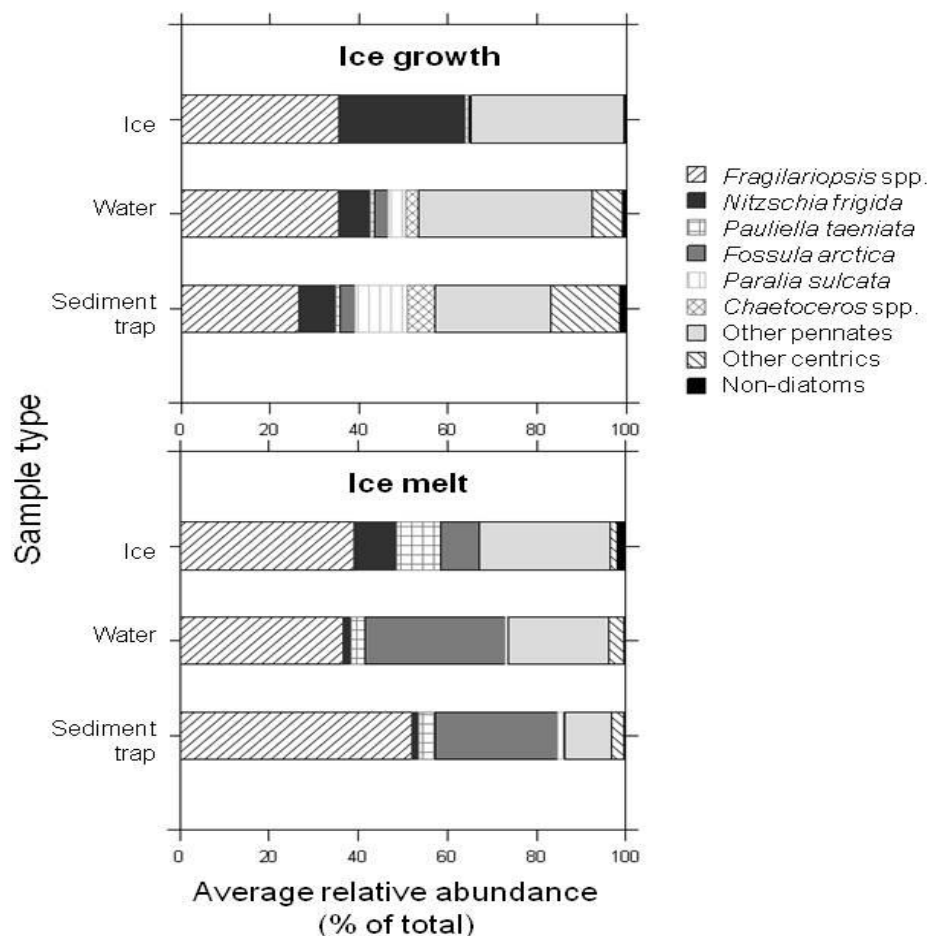 Ice growth
Ice
Water
Sediment
trap
0 20 40 60 80 100
Fragilariopsis spp.
Nitzschia frigida
Pauliella taeniata
Fossula arctica
Paralia sulcata
Chaetoceros spp.
Other pennates
Other centrics
Non-diatoms
Sample type
Ice melt
Ice
Water
Sediment
trap
0 20 40 60 80 100
Average relative abundance
(% of total)